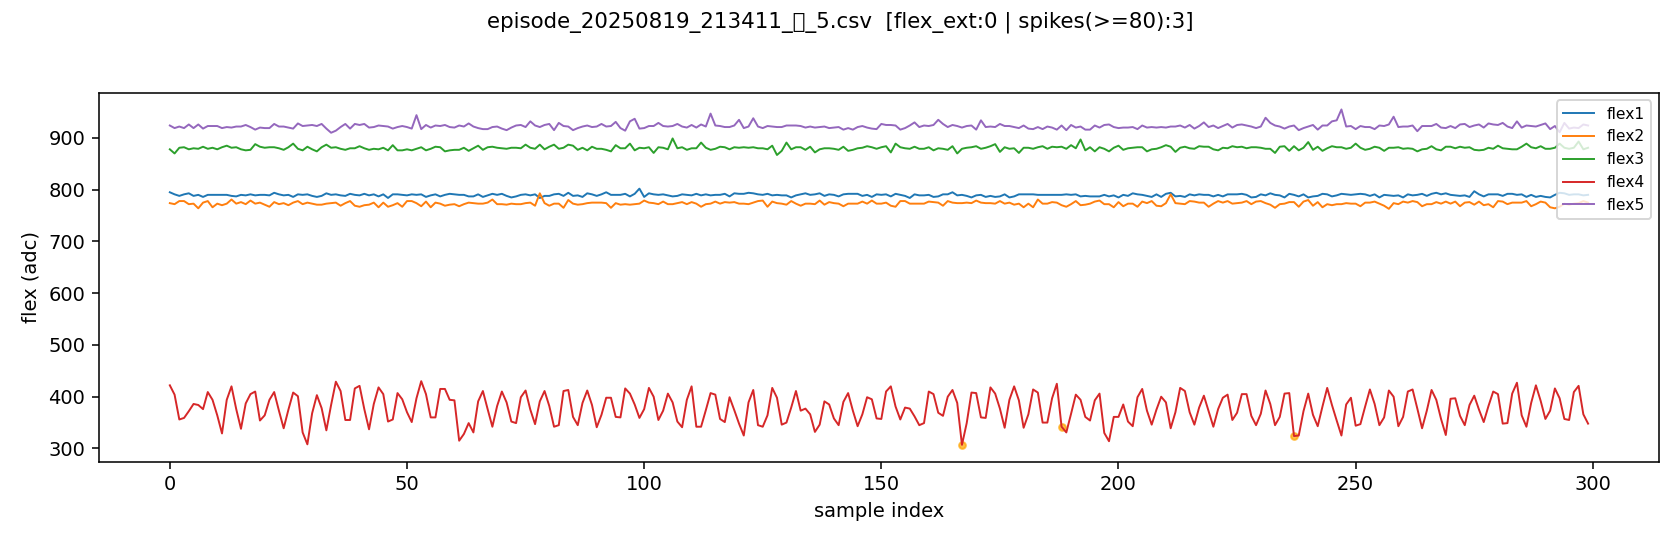 episode_20250819_213411_▯_5.csv  [flex_ext:0 | spikes(>=80):3]
flex (adc)
900
800
700
600
500
400
300
0
50
100
150
200
250
300
sample index
flex1
flex2
flex3
flex4
flex5